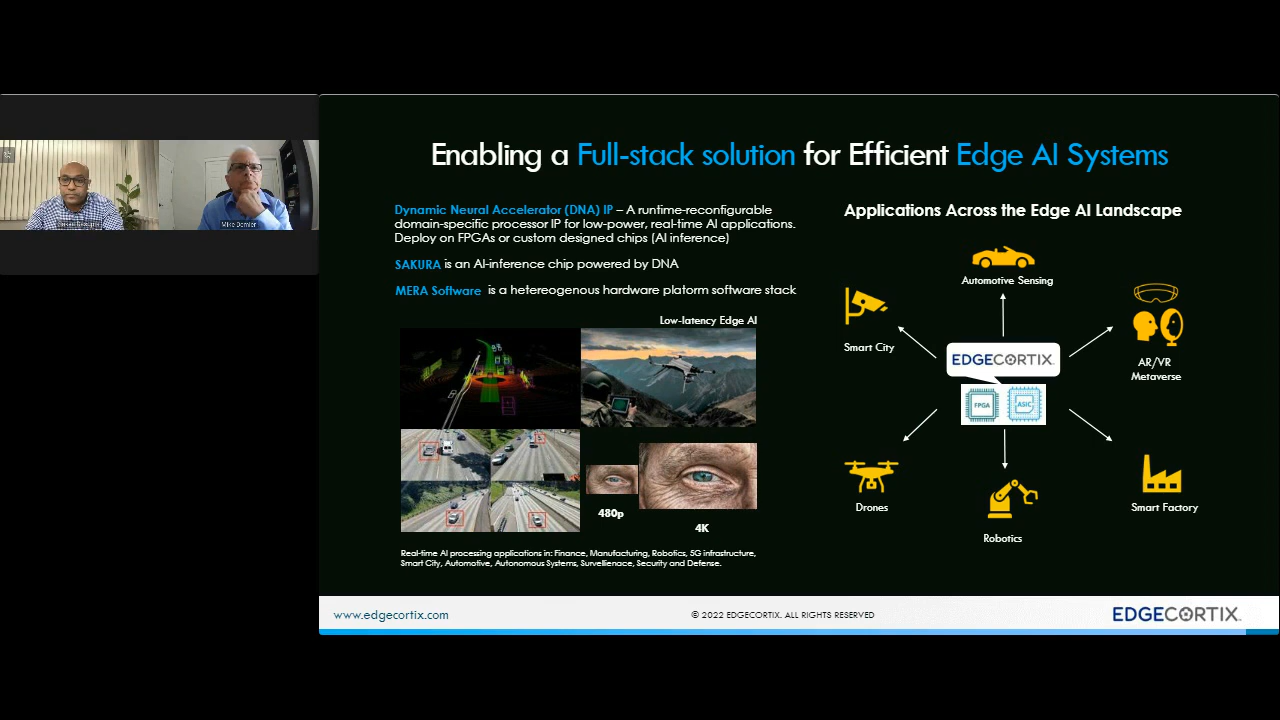 Enabling a Full-stack solution for Efficient Edge AI Systems
Dynamic Neural Accelerator (DNA) IP – A runtime-reconfigurable
domain-specific processor IP for low-power, real-time AI applications.
Deploy on FPGAs or custom designed chips (AI inference)
SAKURA is an AI-inference chip powered by DNA
MERA Software is a hetereogenous hardware platorm software stack
Low-latency Edge AI
480p
4K
Real-time AI processing applications in: Finance, Manufacturing, Robotics, 5G infrastructure,
Smart City, Automotive, Autonomous Systems, Survellienace, Security and Defense.
Applications Across the Edge AI Landscape
Automotive Sensing
Smart City
AR/VR
Metaverse
EDGECORTIX
FPGA
ASIC
Drones
Robotics
Smart Factory
Mike Demler
www.edgecortix.com
© 2022 EDGECORTIX. ALL RIGHTS RESERVED
EDGECORTIX